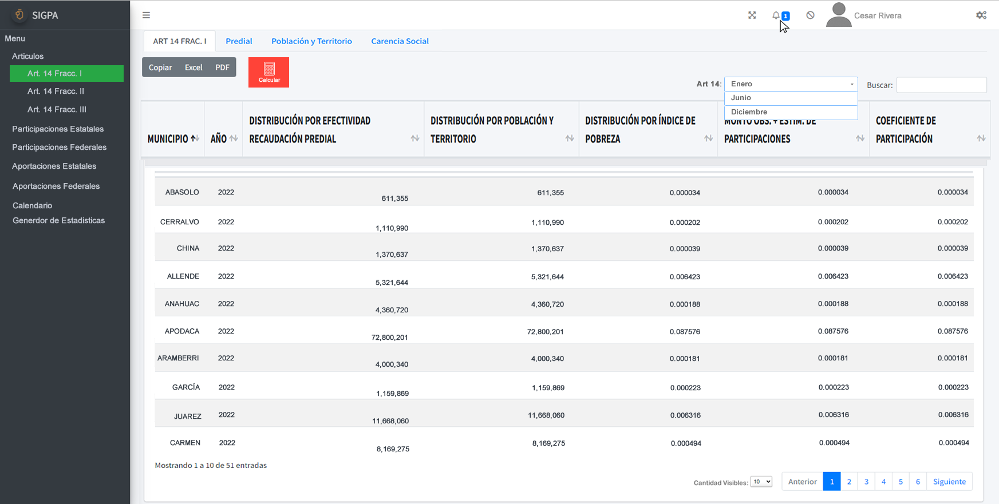 SIGPA
1
Cesar Rivera
Menu
Articulos
Art. 14 Fracc. I
Art. 14 Fracc. II
Art. 14 Fracc. III
Participaciones Estatales
Participaciones Federales
Aportaciones Estatales
Aportaciones Federales
Calendario
Generdor de Estadisticas
ART 14 FRAC. I Predial Población y Territorio Carencia Social
Copiar Excel PDF Calcular
Art 14: Enero Buscar:
Junio
Diciembre
MUNICIPIO AÑO DISTRIBUCIÓN POR EFECTIVIDAD RECAUDACIÓN PREDIAL DISTRIBUCIÓN POR POBLACIÓN Y TERRITORIO DISTRIBUCIÓN POR ÍNDICE DE POBREZA MONTO OBS. + ESTIM. DE PARTICIPACIONES COEFICIENTE DE PARTICIPACIÓN
ABASOLO 2022 611,355 611,355 0.000034 0.000034 0.000034
CERRALVO 2022 1,110,990 1,110,990 0.000202 0.000202 0.000202
CHINA 2022 1,370,637 1,370,637 0.000039 0.000039 0.000039
ALLENDE 2022 5,321,644 5,321,644 0.006423 0.006423 0.006423
ANAHUAC 2022 4,360,720 4,360,720 0.000188 0.000188 0.000188
APODACA 2022 72,800,201 72,800,201 0.087576 0.087576 0.087576
ARAMBERRI 2022 4,000,340 4,000,340 0.000181 0.000181 0.000181
GARCÍA 2022 1,159,869 1,159,869 0.000223 0.000223 0.000223
JUAREZ 2022 11,668,060 11,668,060 0.006316 0.006316 0.006316
CARMEN 2022 8,169,275 8,169,275 0.000494 0.000494 0.000494
Mostrando 1 a 10 de 51 entradas
Cantidad Visibles: 10 Anterior 1 2 3 4 5 6 Siguiente